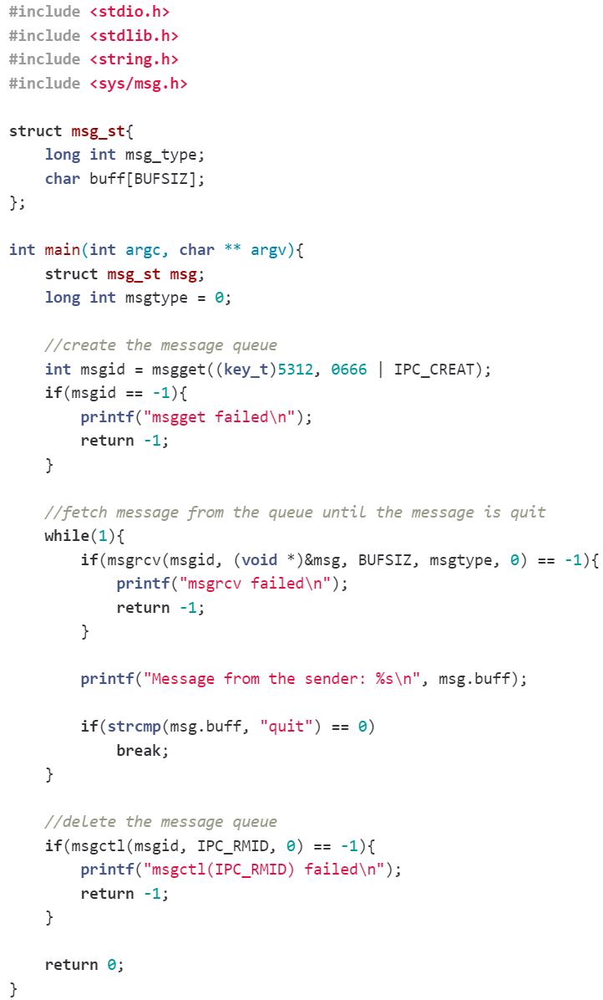 #include <stdio.h>
#include <stdlib.h>
#include <string.h>
#include <sys/msg.h>

struct msg_st{
    long int msg_type;
    char buff[BUFSIZ];
};

int main(int argc, char ** argv){
    struct msg_st msg;
    long int msgtype = 0;

    //create the message queue
    int msgid = msgget((key_t)5312, 0666 | IPC_CREAT);
    if(msgid == -1){
        printf("msgget failed\n");
        return -1;
    }

    //fetch message from the queue until the message is quit
    while(1){
        if(msgrcv(msgid, (void *)&msg, BUFSIZ, msgtype, 0) == -1){
            printf("msgrcv failed\n");
            return -1;
        }

        printf("Message from the sender: %s\n", msg.buff);

        if(strcmp(msg.buff, "quit") == 0)
            break;
    }

    //delete the message queue
    if(msgctl(msgid, IPC_RMID, 0) == -1){
        printf("msgctl(IPC_RMID) failed\n");
        return -1;
    }

    return 0;
}